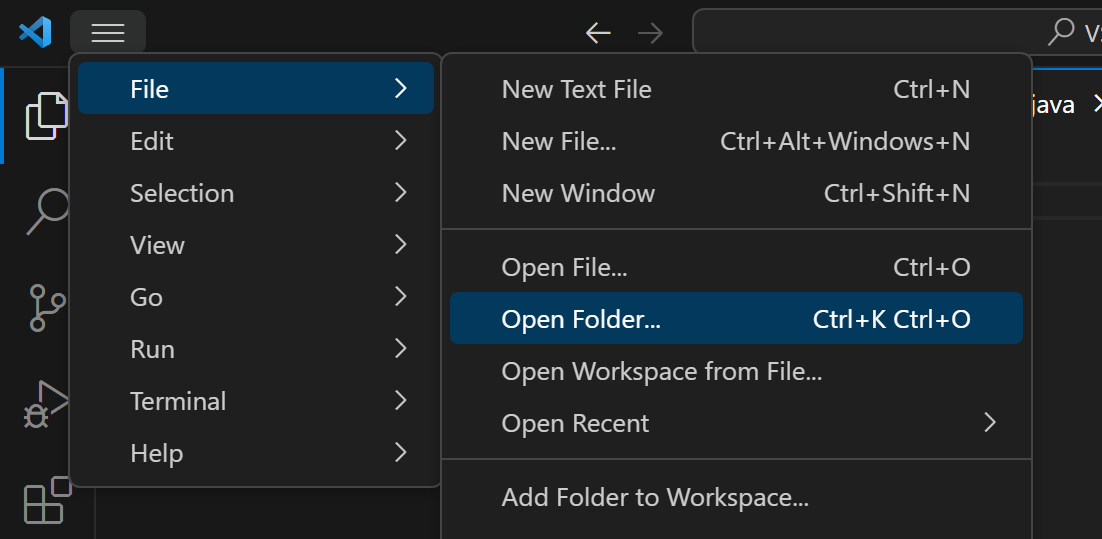 VS
File
Edit
Selection
View
Go
Run
Terminal
Help
New Text File Ctrl+N
New File... Ctrl+Alt+Windows+N
New Window Ctrl+Shift+N
Open File... Ctrl+O
Open Folder... Ctrl+K Ctrl+O
Open Workspace from File...
Open Recent
Add Folder to Workspace...
java